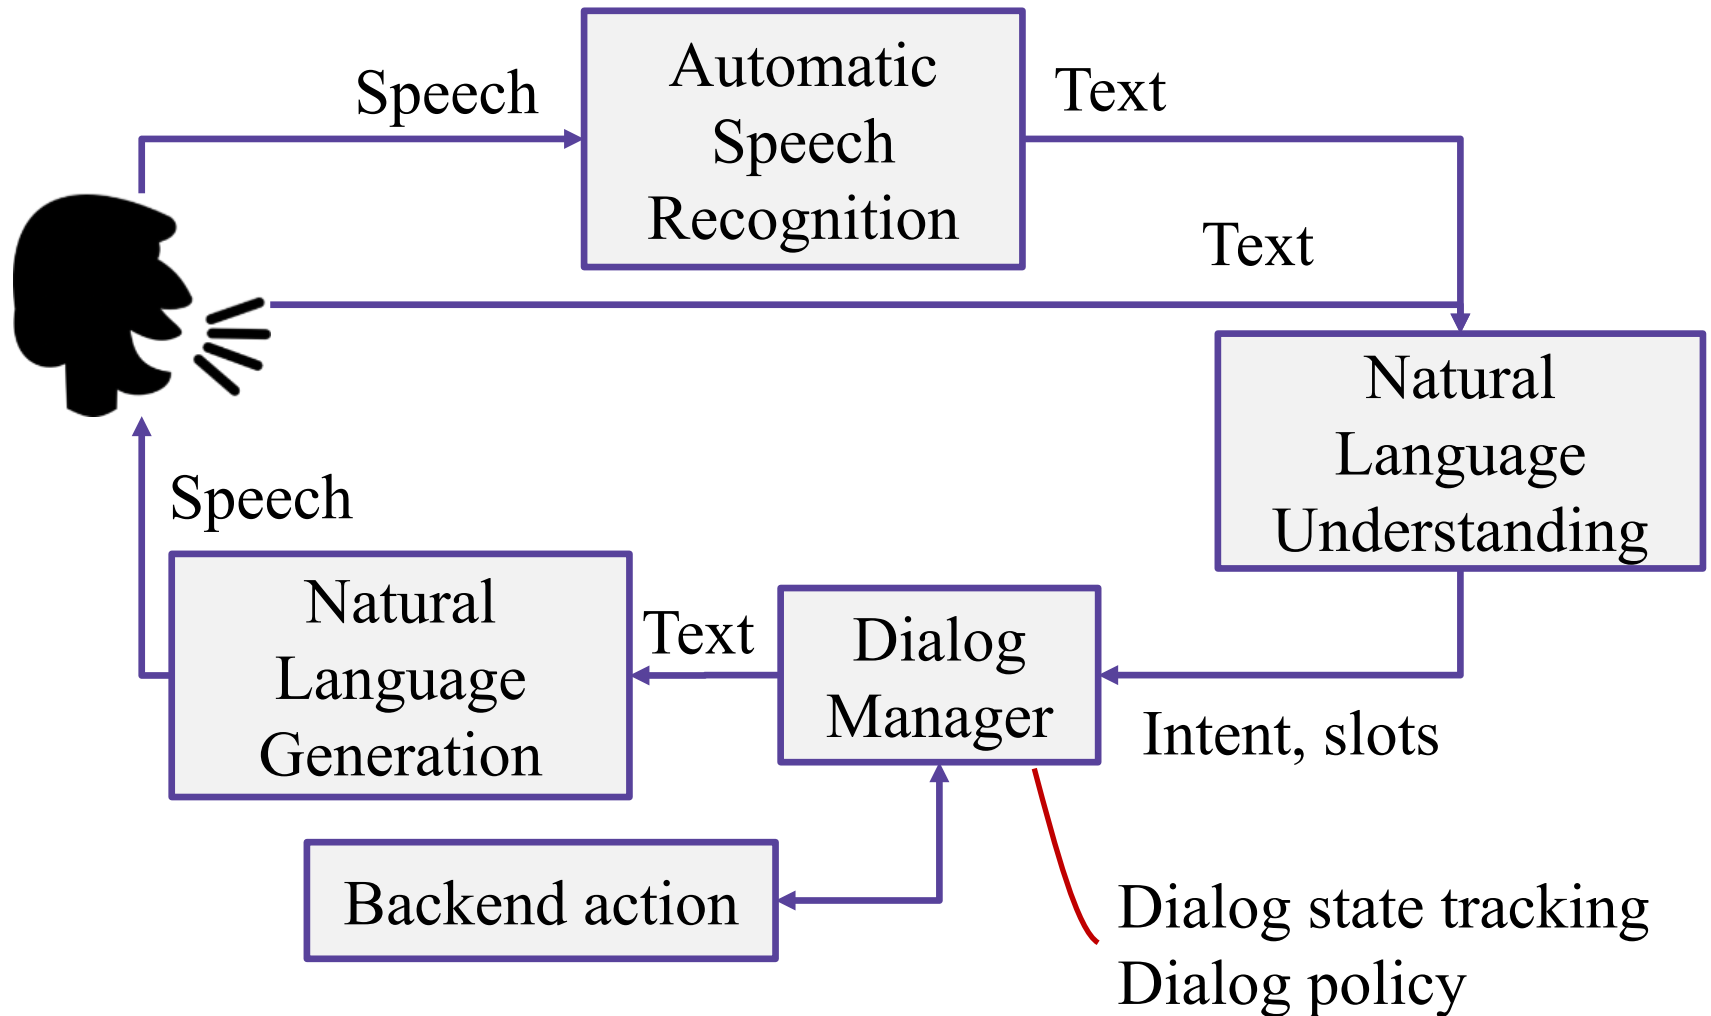 Speech
Automatic
Speech
Recognition
Text
Text
Natural
Language
Understanding
Speech
Natural
Language
Generation
Text
Dialog
Manager
Intent, slots
Backend action
Dialog state tracking
Dialog policy